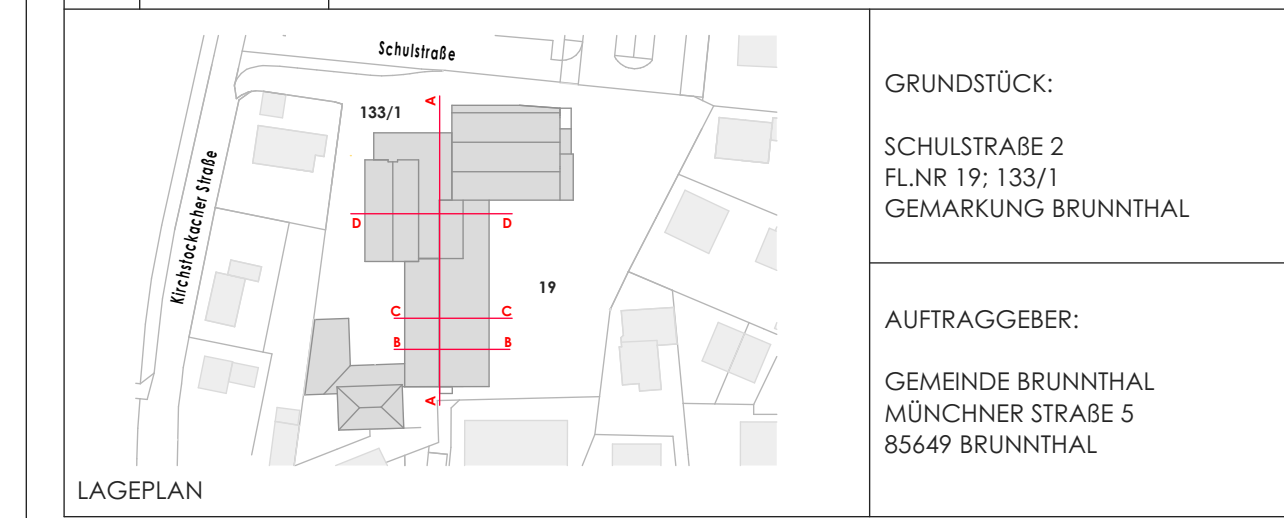 Schulstraße
A
133/1
Kirchstockacher Straße
D D
19
C C
B B
A
LAGEPLAN
GRUNDSTÜCK:
SCHULSTRAßE 2
FL.NR 19; 133/1
GEMARKUNG BRUNNTHAL
AUFTRAGGEBER:
GEMEINDE BRUNNTHAL
MÜNCHNER STRAßE 5
85649 BRUNNTHAL